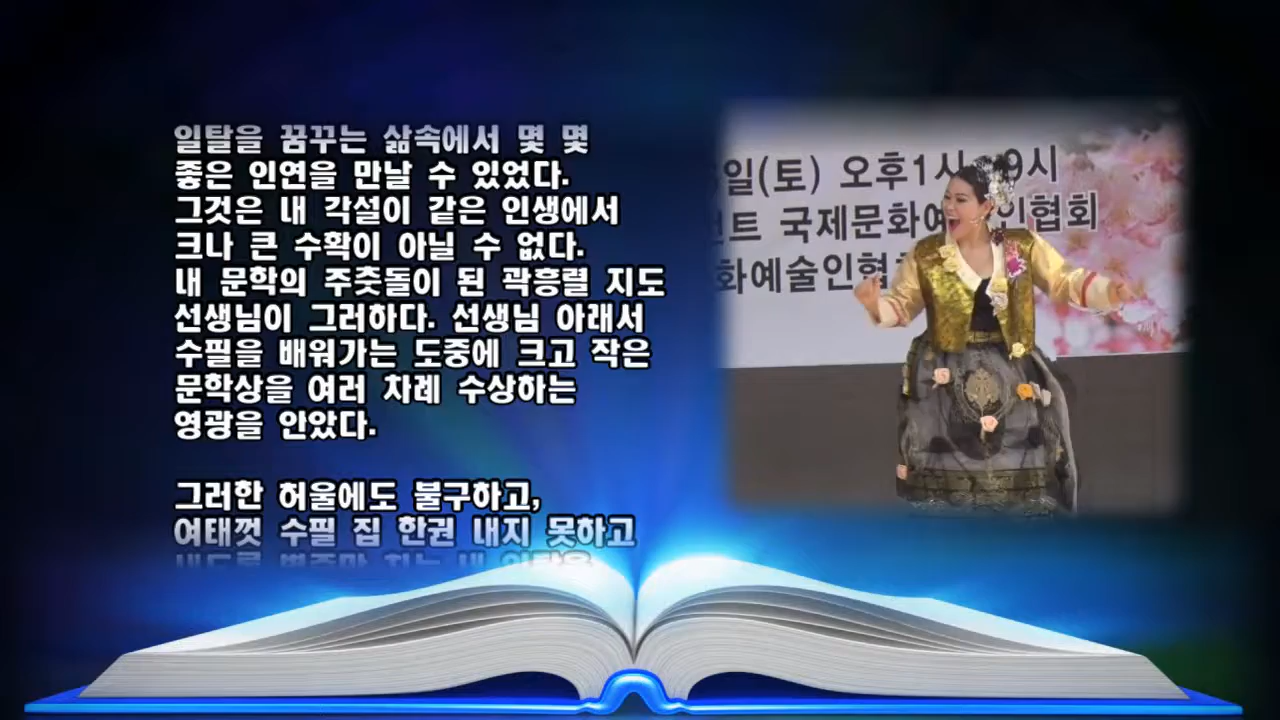 일탈을 꿈꾸는 삶속에서 몇 몇
좋은 인연을 만날 수 있었다.
그것은 내 각설이 같은 인생에서
크나 큰 수확이 아닐 수 없다.
내 문학의 주춧돌이 된 곽흥렬 지도
선생님이 그러하다. 선생님 아래서
수필을 배워가는 도중에 크고 작은
문학상을 여러 차례 수상하는
영광을 안았다.
그러한 허울에도 불구하고,
여태껏 수필 집 한권 내지 못하고
일(토) 오후1시 9시
트 국제문화예 인협회
화예술인협